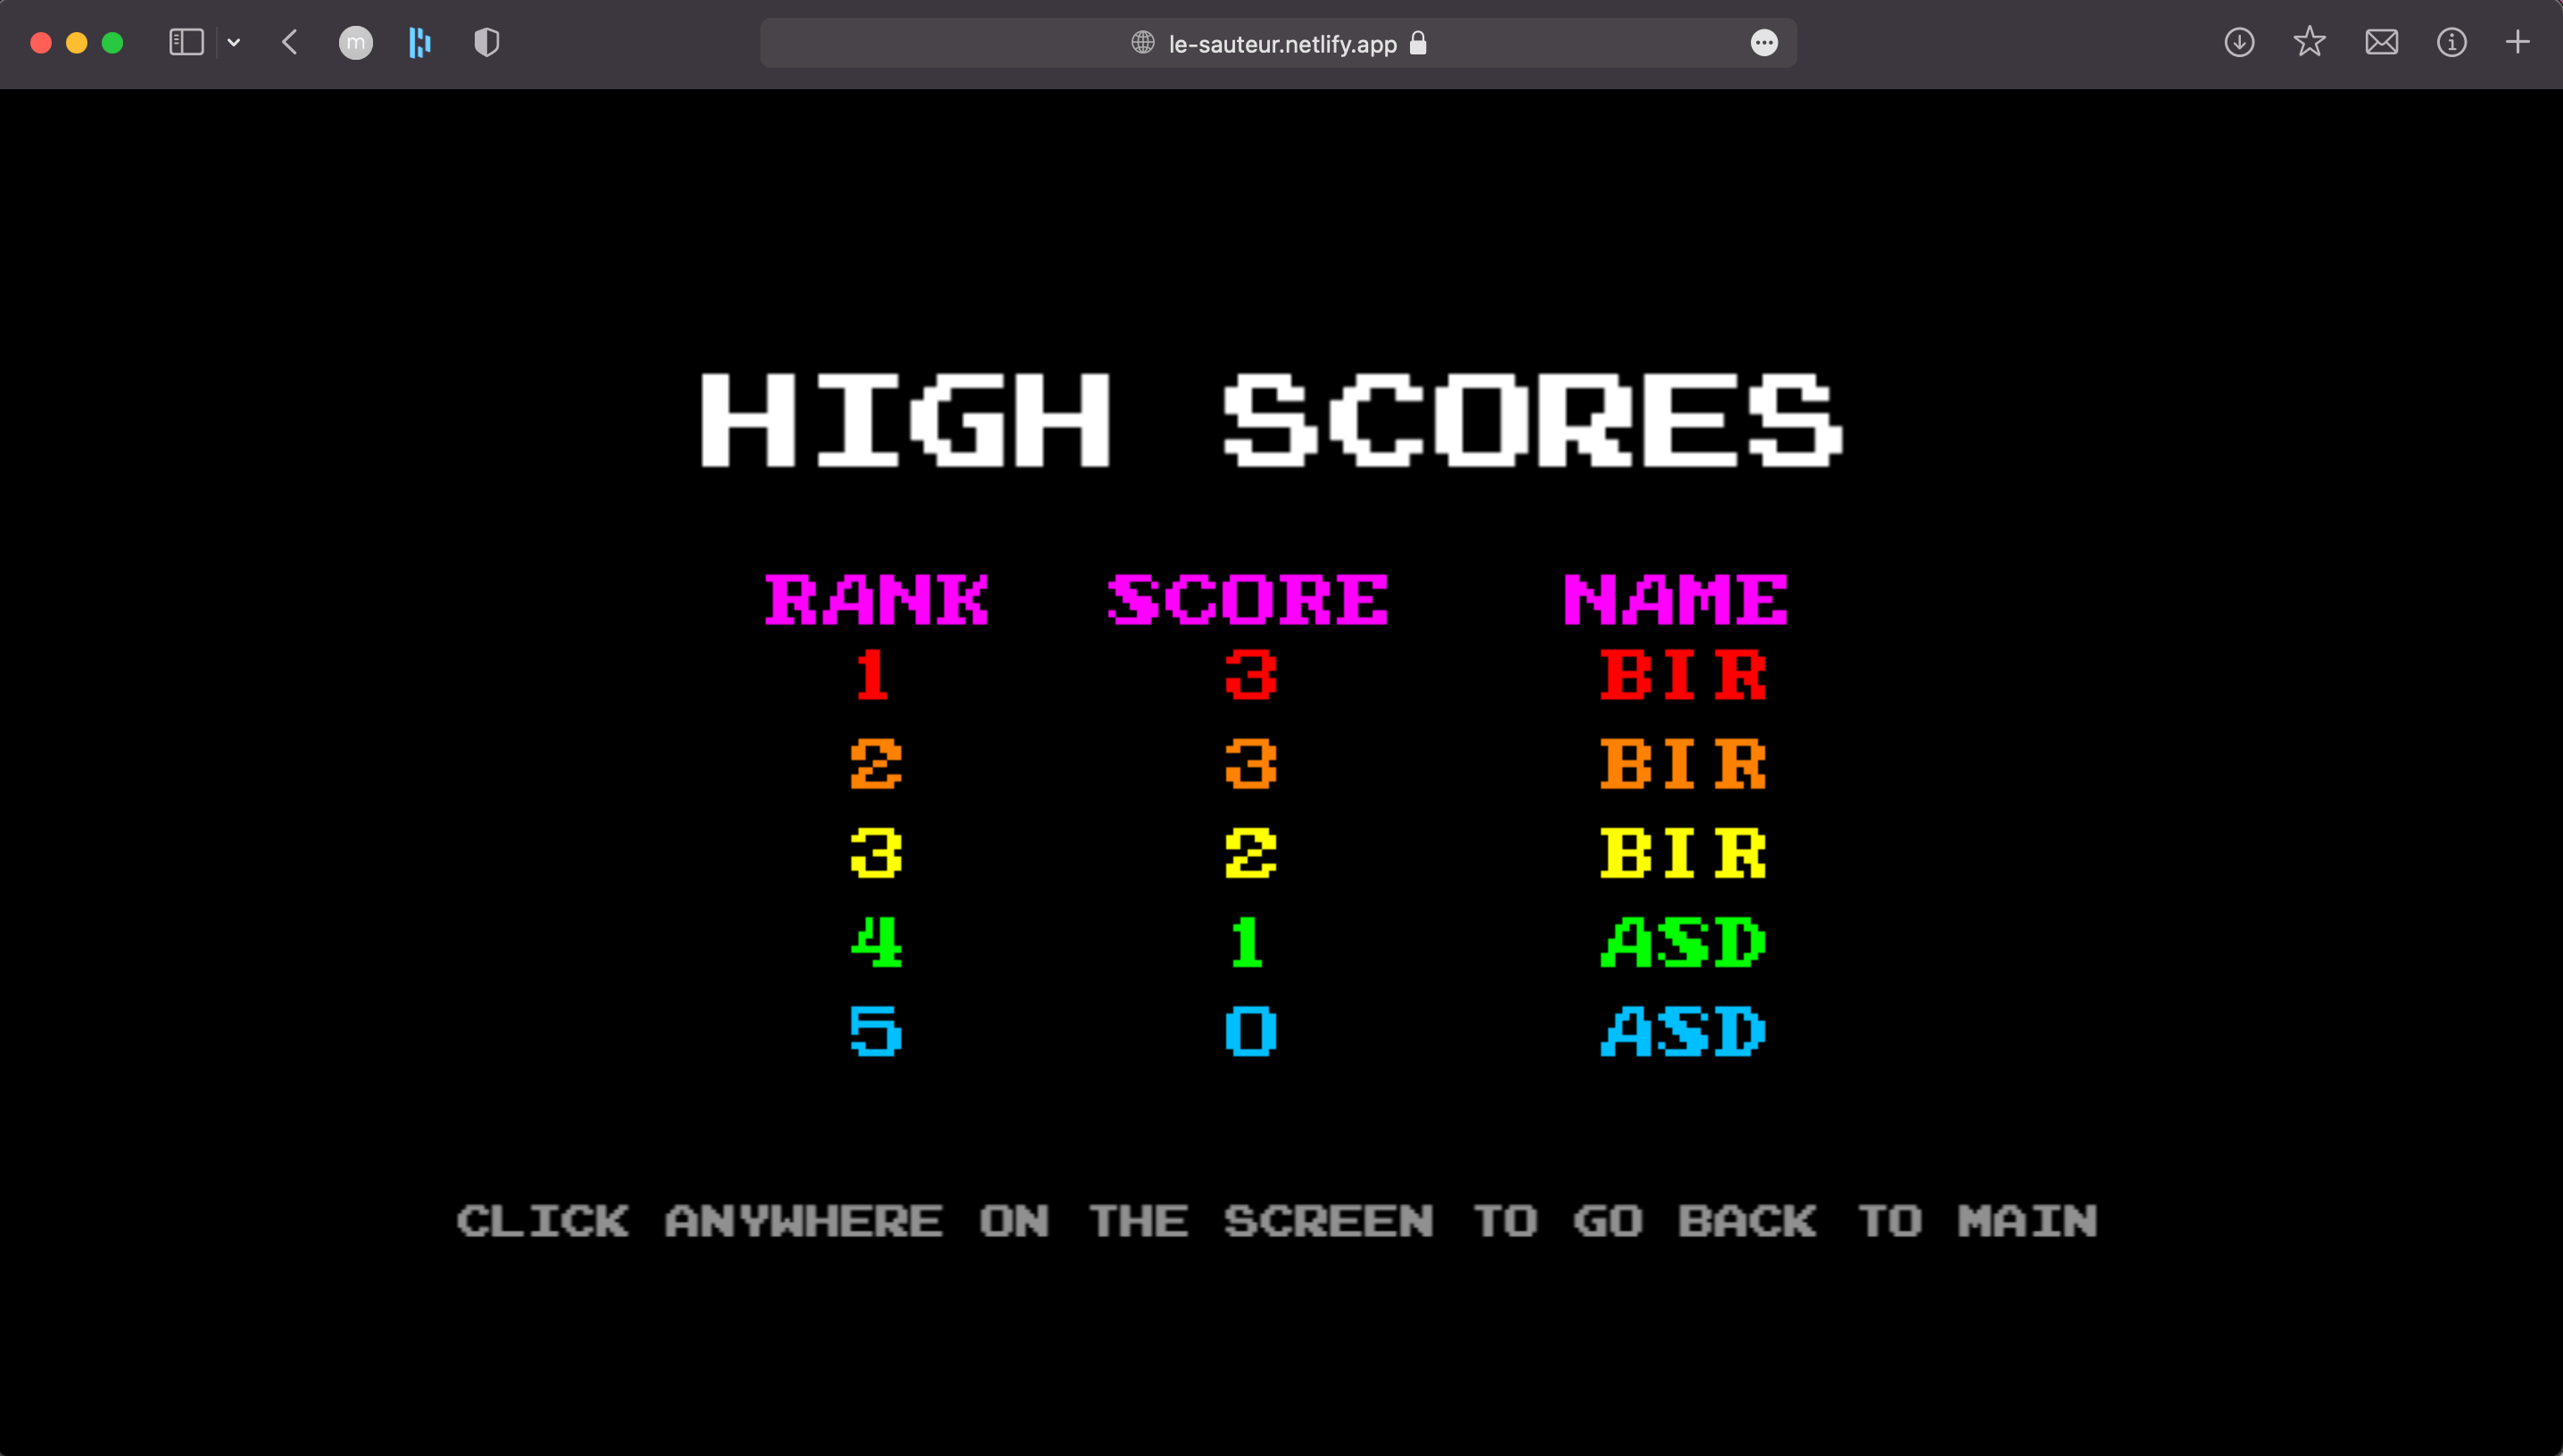 m
le-sauteur.netlify.app
HIGH SCORES
RANK SCORE NAME
1 3 BIR
2 3 BIR
3 2 BIR
4 1 ASD
5 0 ASD
CLICK ANYWHERE ON THE SCREEN TO GO BACK TO MAIN